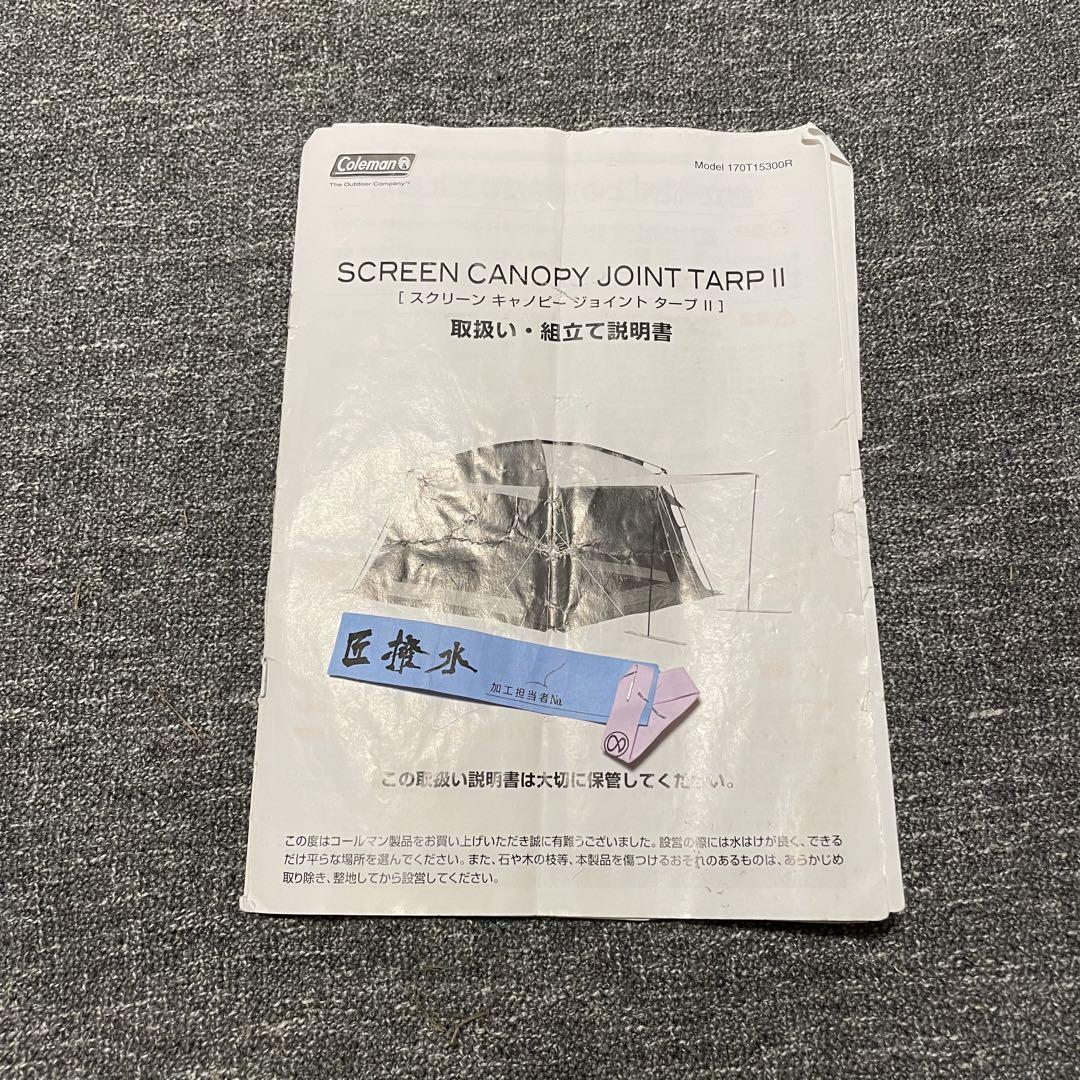 Coleman
The Outdoor Company™
Model 170T15300R
SCREEN CANOPY JOINT TARP II
[ スクリーン キャノピー ジョイント タープ II ]
取扱い・組立て説明書
匠撥水
加工担当者No.
8
この取扱い説明書は大切に保管してください。
この度はコールマン製品をお買い上げいただき誠に有難うございました。設営の際には水はけが良く、できる
だけ平らな場所を選んでください。また、石や木の枝等、本製品を傷つけるおそれのあるものは、あらかじめ
取り除き、整地してから設営してください。